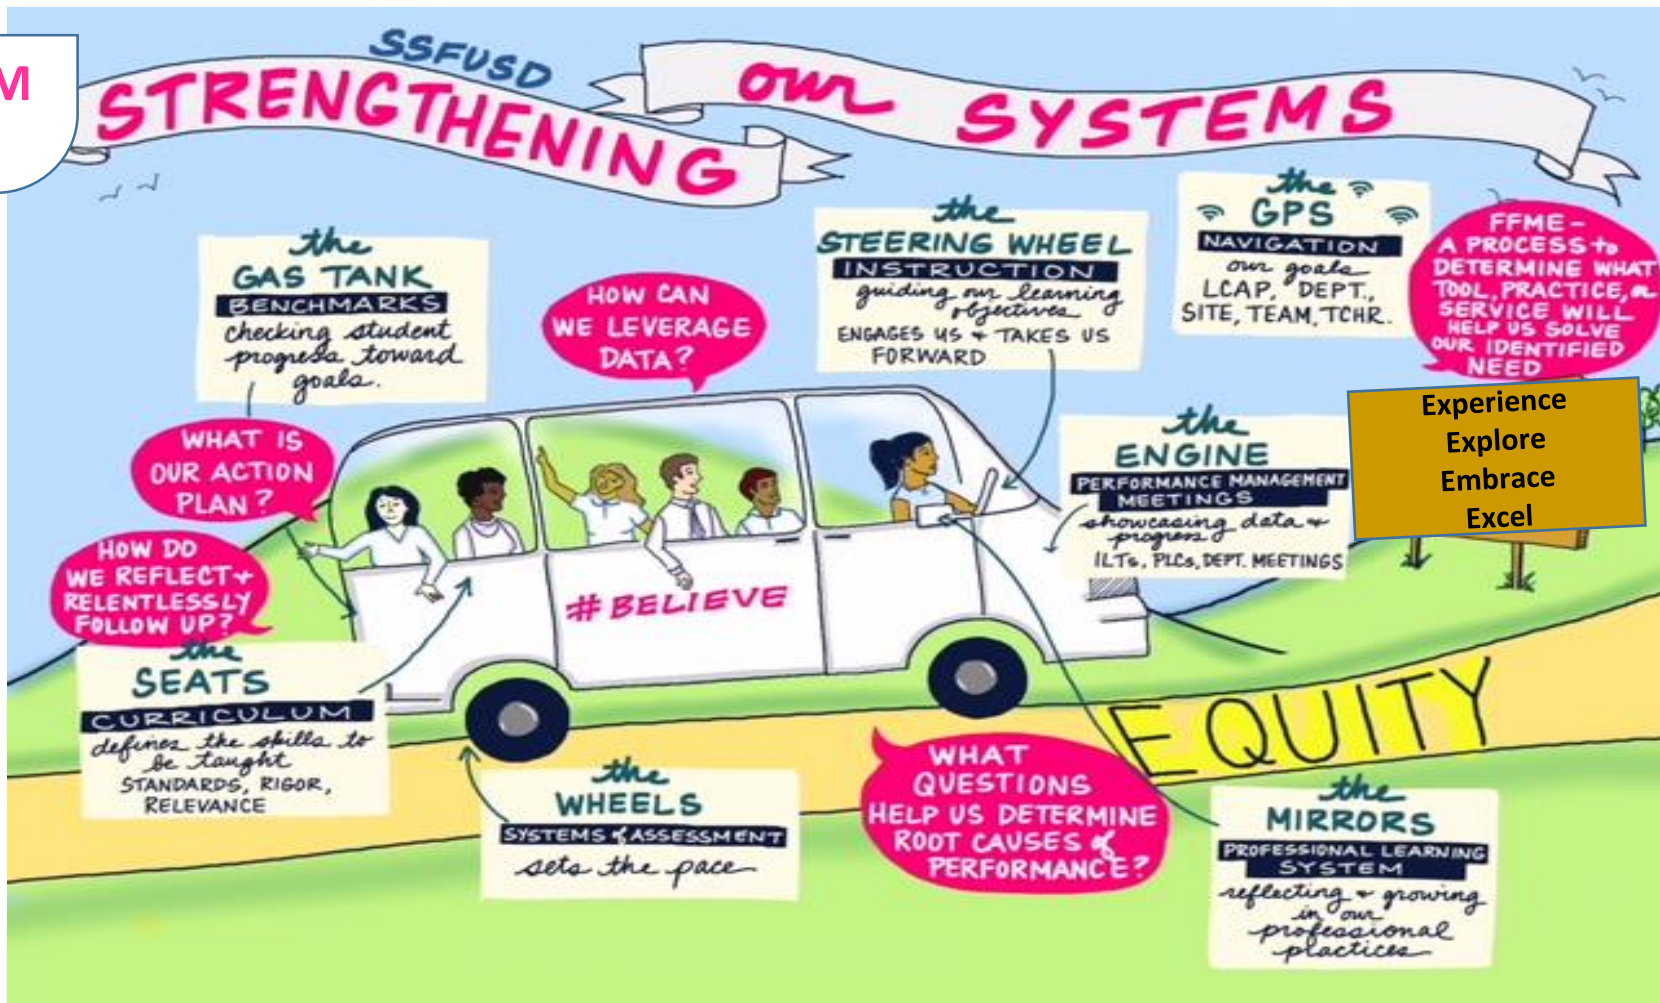 M
SSFUSD
STRENGTHENING
our SYSTEMS
the
GAS TANK
BENCHMARKS
checking student
progress toward
goals.
HOW CAN
WE LEVERAGE
DATA?
the
STEERING WHEEL
INSTRUCTION
guiding our learning
objectives
ENGAGES US + TAKES US
FORWARD
the
GPS
NAVIGATION
our goals
LCAP, DEPT.,
SITE, TEAM, TCHR.
FFME-
A PROCESS to
DETERMINE WHAT
TOOL, PRACTICE, or
SERVICE WILL
HELP US SOLVE
OUR IDENTIFIED
NEED
Experience
Explore
Embrace
Excel
WHAT IS
OUR ACTION
PLAN?
the
ENGINE
PERFORMANCE MANAGEMENT
MEETINGS
showcasing data +
progress
ILTs, PLCs, DEPT. MEETINGS
HOW DO
WE REFLECT +
RELENTLESSLY
FOLLOW UP?
#BELIEVE
the
SEATS
CURRICULUM
defines the skills to
be taught
STANDARDS, RIGOR,
RELEVANCE
EQUITY
the
WHEELS
SYSTEMS of ASSESSMENT
sets the pace
WHAT
QUESTIONS
HELP US DETERMINE
ROOT CAUSES of
PERFORMANCE?
the
MIRRORS
PROFESSIONAL LEARNING
SYSTEM
reflecting + growing
in our
professional
practices